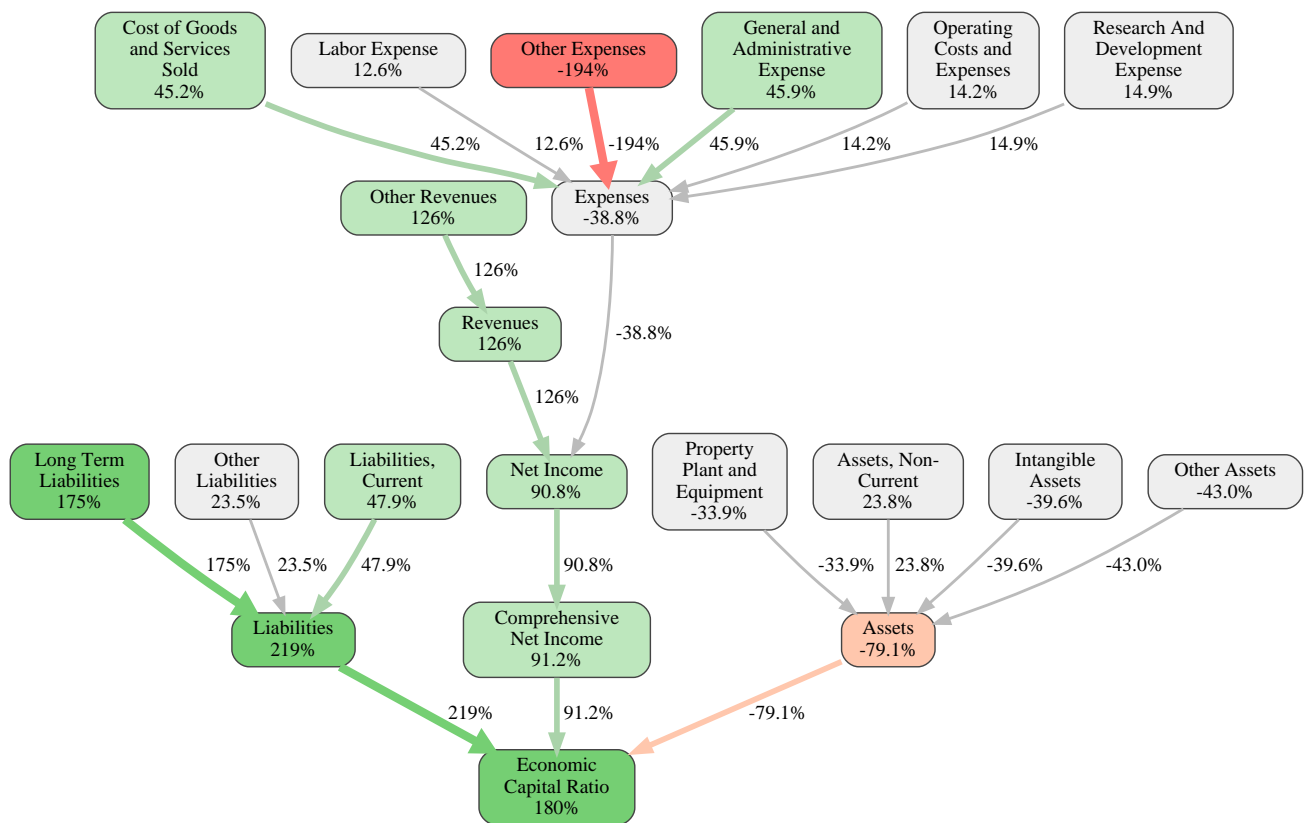 Cost of Goods
and Services
Sold
45.2%
Labor Expense
12.6%
Other Expenses
-194%
General and
Administrative
Expense
45.9%
Operating
Costs and
Expenses
14.2%
Research And
Development
Expense
14.9%
45.2%
12.6%
-194%
45.9%
14.2%
14.9%
Other Revenues
126%
Expenses
-38.8%
126%
Revenues
126%
-38.8%
126%
Long Term
Liabilities
175%
Other
Liabilities
23.5%
Liabilities,
Current
47.9%
Net Income
90.8%
Property
Plant and
Equipment
-33.9%
Assets, Non-
Current
23.8%
Intangible
Assets
-39.6%
Other Assets
-43.0%
175%
23.5%
47.9%
90.8%
-33.9%
23.8%
-39.6%
-43.0%
Liabilities
219%
Comprehensive
Net Income
91.2%
Assets
-79.1%
219%
91.2%
-79.1%
Economic
Capital Ratio
180%